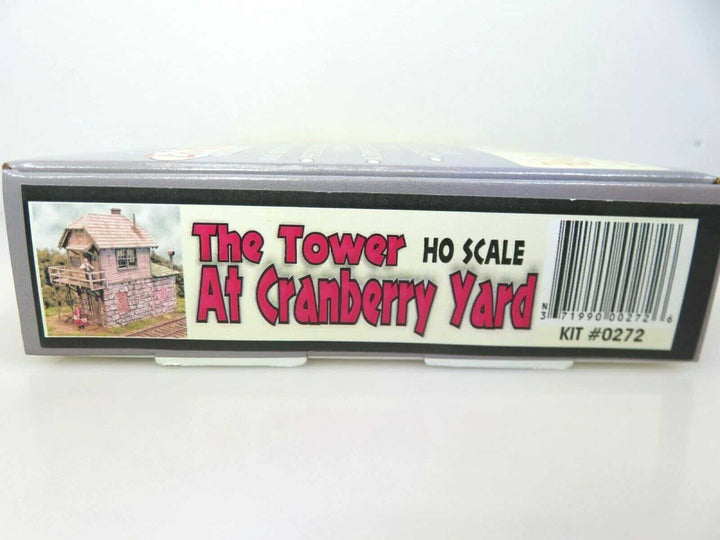 The Tower HO SCALE
At Cranberry Yard
N
3 71990 00272 6
KIT #0272